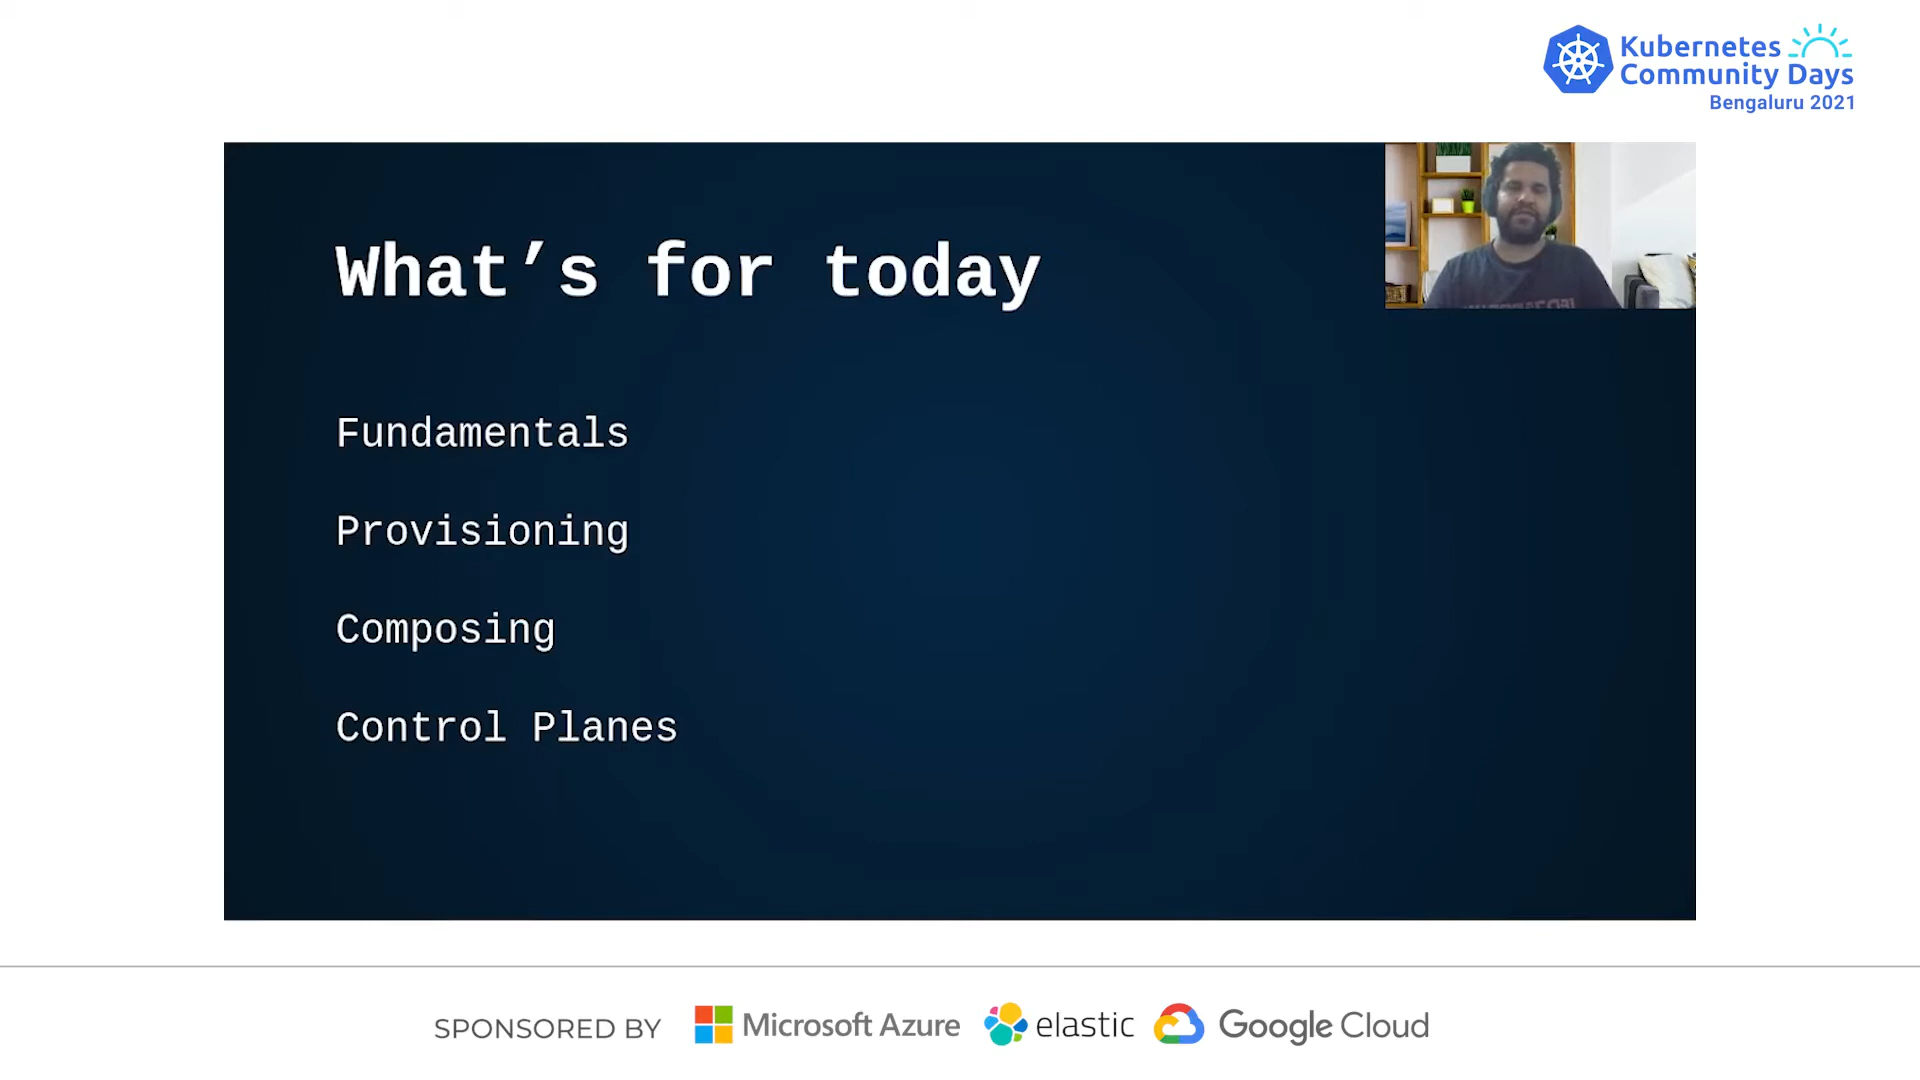 Kubernetes
Community Days
Bengaluru 2021
What’s for today
Fundamentals
Provisioning
Composing
Control Planes
SPONSORED BY
Microsoft Azure
elastic
Google Cloud